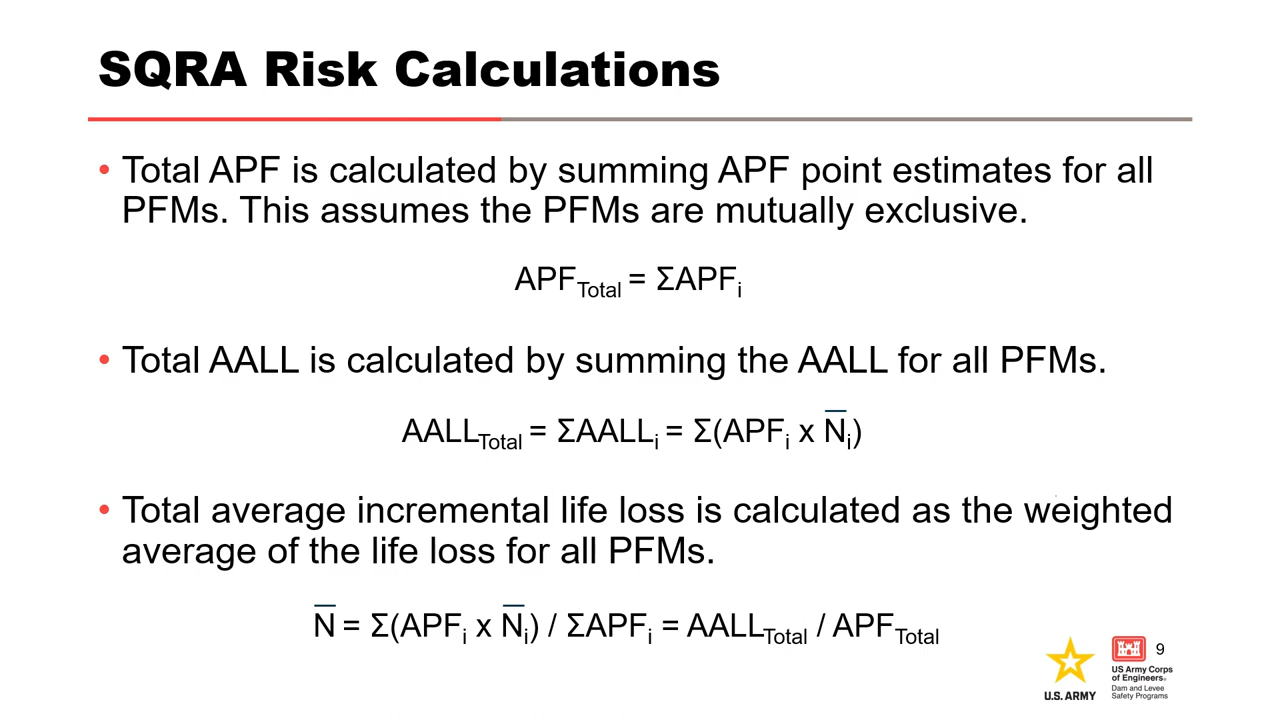 SQRA Risk Calculations
• Total APF is calculated by summing APF point estimates for all
PFMs. This assumes the PFMs are mutually exclusive.
APF_Total = ΣAPF_i
• Total AALL is calculated by summing the AALL for all PFMs.
AALL_Total = ΣAALL_i = Σ(APF_i x N̅_i)
• Total average incremental life loss is calculated as the weighted
average of the life loss for all PFMs.
N̅ = Σ(APF_i x N̅_i) / ΣAPF_i = AALL_Total / APF_Total
9
U.S. ARMY
US Army Corps
of Engineers®
Dam and Levee
Safety Programs